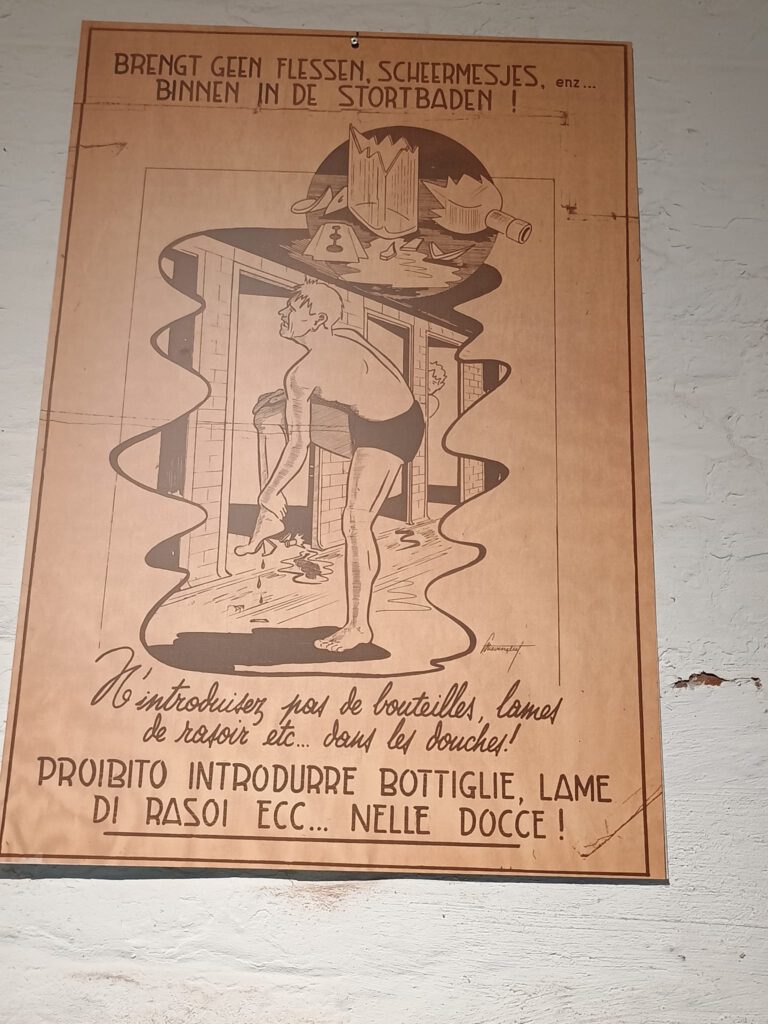 BRENGT GEEN FLESSEN, SCHEERMESJES, enz...
BINNEN IN DE STORTBADEN !
N'introduisez pas de bouteilles, lames
de rasoir etc... dans les douches!
PROIBITO INTRODURRE BOTTIGLIE, LAME
DI RASOI ECC... NELLE DOCCE !